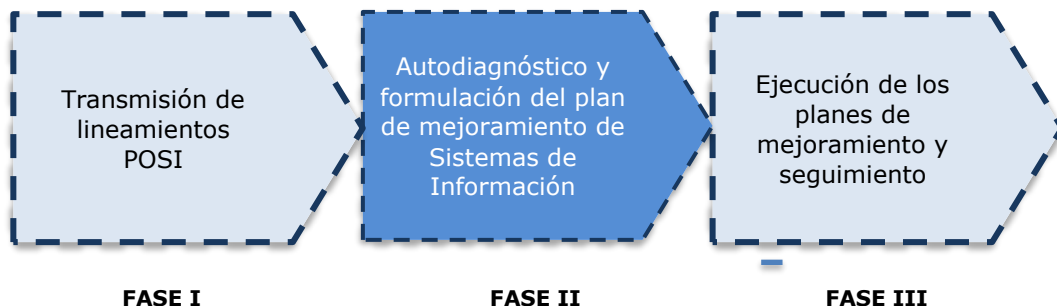 Transmisión de
lineamientos
POSI
Autodiagnóstico y
formulación del plan
de mejoramiento de
Sistemas de
Información
Ejecución de los
planes de
mejoramiento y
seguimiento
FASE I
FASE II
FASE III